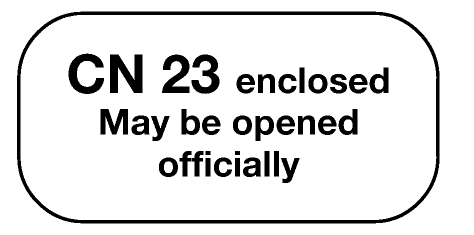 CN 23 enclosed
May be opened
officially